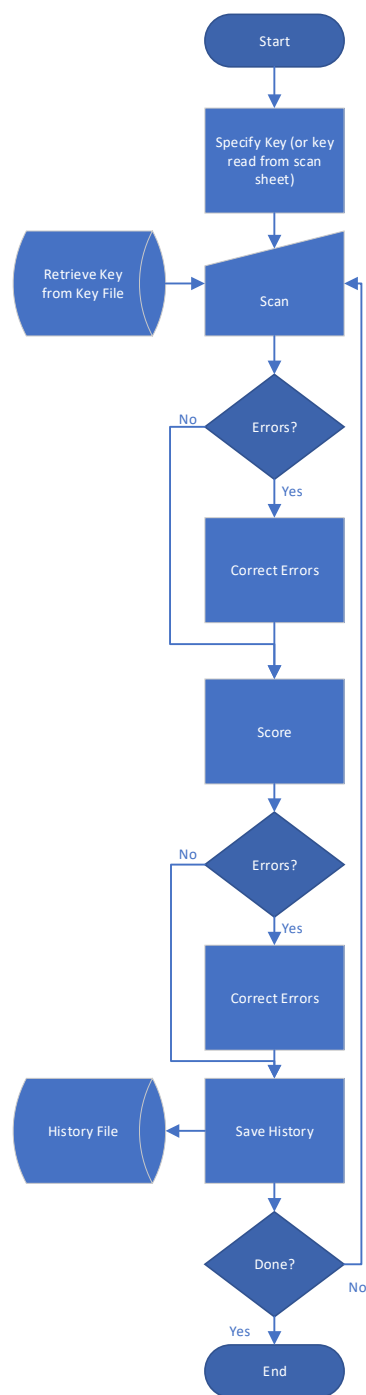 Start
Specify Key (or key
read from scan
sheet)
Retrieve Key
from Key File
Scan
No
Errors?
Yes
Correct Errors
Score
No
Errors?
Yes
Correct Errors
History File
Save History
Done?
No
Yes
End